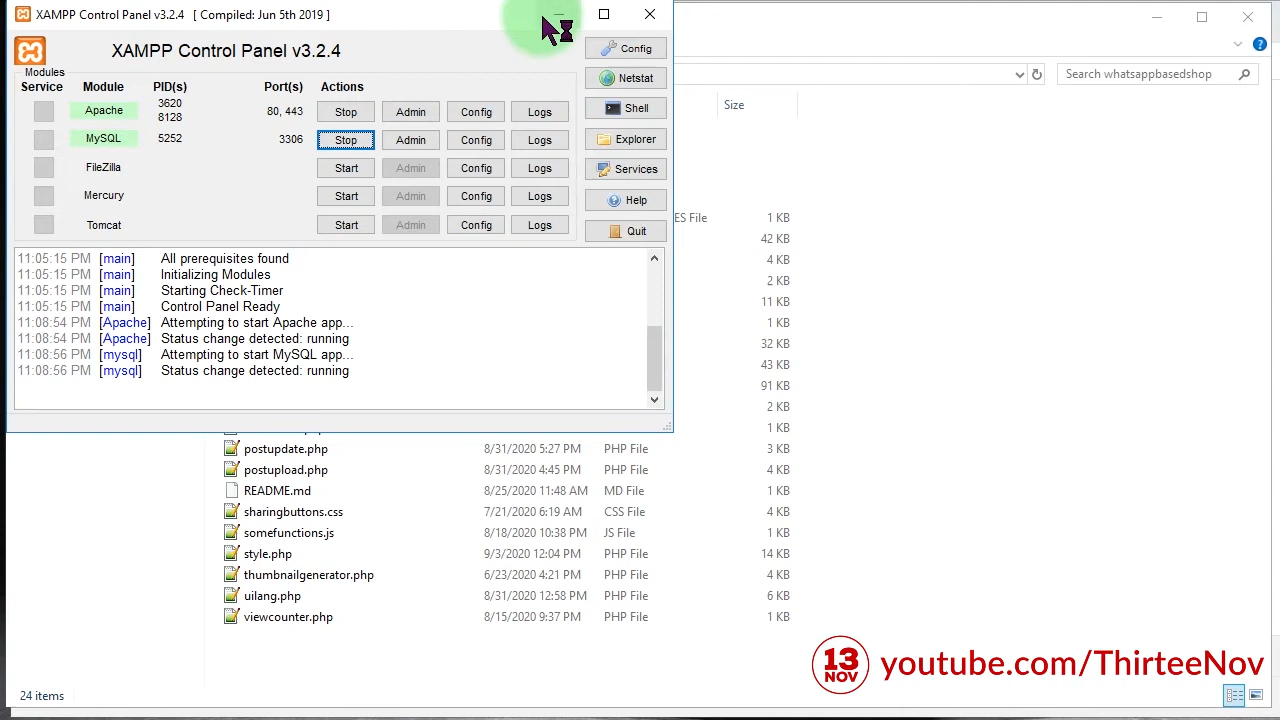 XAMPP Control Panel v3.2.4 [ Compiled: Jun 5th 2019 ]
XAMPP Control Panel v3.2.4
Config
Modules
Service Module PID(s) Port(s) Actions
Netstat
Search whatsappbasedshop
Size
Apache 3620 8128 80, 443 Stop Admin Config Logs
Shell
MySQL 5252 3306 Stop Admin Config Logs
Explorer
FileZilla Start Admin Config Logs
Services
Mercury Start Admin Config Logs
Help
Tomcat Start Admin Config Logs
Quit
11:05:15 PM [main] All prerequisites found
11:05:15 PM [main] Initializing Modules
11:05:15 PM [main] Starting Check-Timer
11:05:15 PM [main] Control Panel Ready
11:08:54 PM [Apache] Attempting to start Apache app...
11:08:54 PM [Apache] Status change detected: running
11:08:56 PM [mysql] Attempting to start MySQL app...
11:08:56 PM [mysql] Status change detected: running
ES File 1 KB
42 KB
4 KB
2 KB
11 KB
1 KB
32 KB
43 KB
91 KB
2 KB
1 KB
postupdate.php 8/31/2020 5:27 PM PHP File 3 KB
postupload.php 8/31/2020 4:45 PM PHP File 4 KB
README.md 8/25/2020 11:48 AM MD File 1 KB
sharingbuttons.css 7/21/2020 6:19 AM CSS File 4 KB
somefunctions.js 8/18/2020 10:38 PM JS File 1 KB
style.php 9/3/2020 12:04 PM PHP File 14 KB
thumbnailgenerator.php 6/23/2020 4:21 PM PHP File 4 KB
uilang.php 8/31/2020 12:58 PM PHP File 6 KB
viewcounter.php 8/15/2020 9:37 PM PHP File 1 KB
13 NOV youtube.com/ThirteeNov
24 items